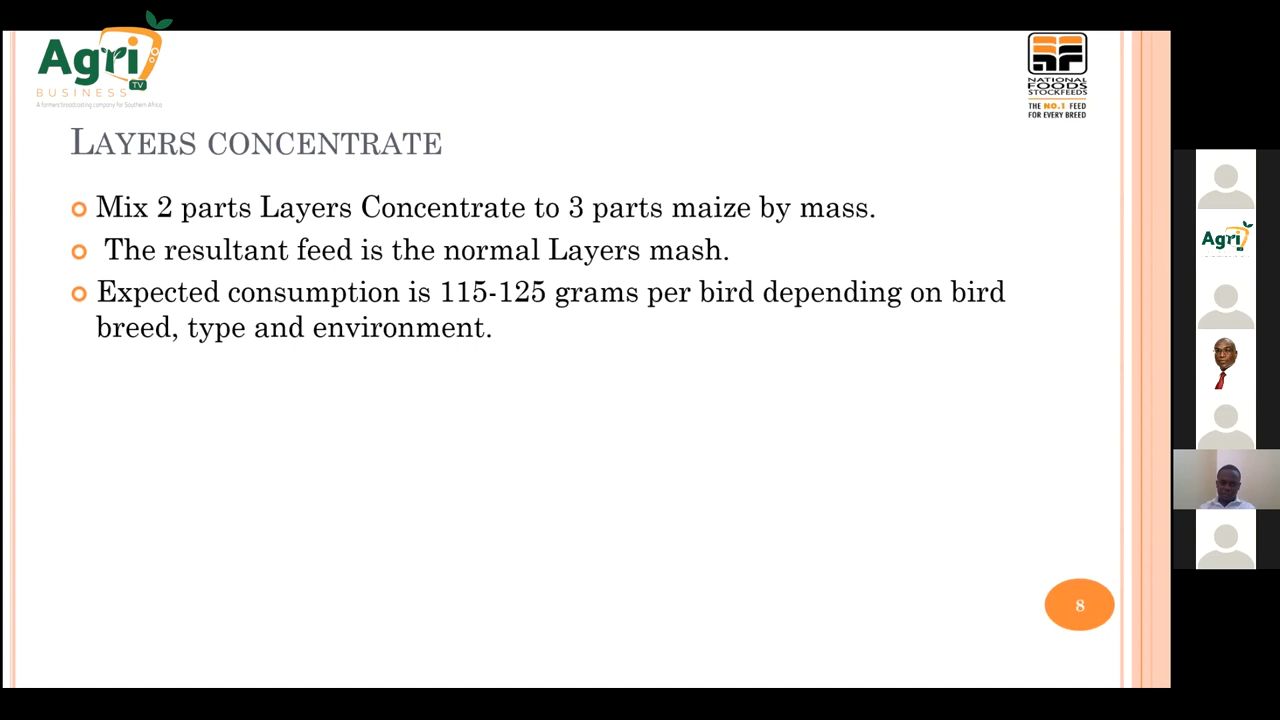 Agri
TV
BUSINESS
A farmers broadcasting company for Southern Africa
NATIONAL
FOODS
STOCKFEEDS
THE NO.1 FEED
FOR EVERY BREED
LAYERS CONCENTRATE
Mix 2 parts Layers Concentrate to 3 parts maize by mass.
The resultant feed is the normal Layers mash.
Expected consumption is 115-125 grams per bird depending on bird
breed, type and environment.
Agri
8